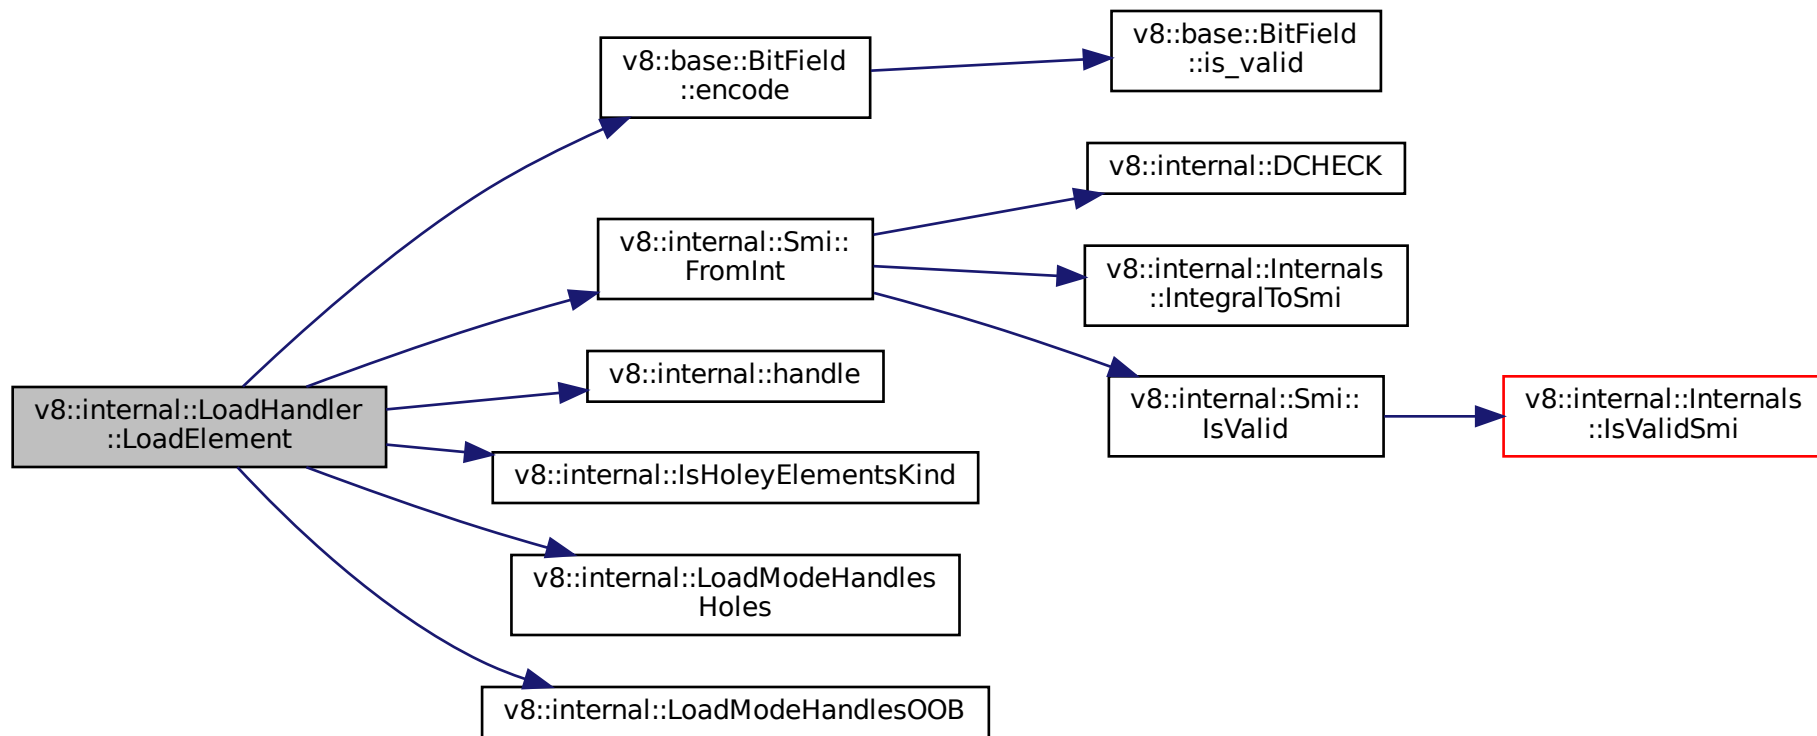 v8::internal::LoadHandler
::LoadElement
v8::base::BitField
::encode
v8::base::BitField
::is_valid
v8::internal::Smi::
FromInt
v8::internal::DCHECK
v8::internal::Internals
::IntegralToSmi
v8::internal::Smi::
IsValid
v8::internal::Internals
::IsValidSmi
v8::internal::handle
v8::internal::IsHoleyElementsKind
v8::internal::LoadModeHandles
Holes
v8::internal::LoadModeHandlesOOB